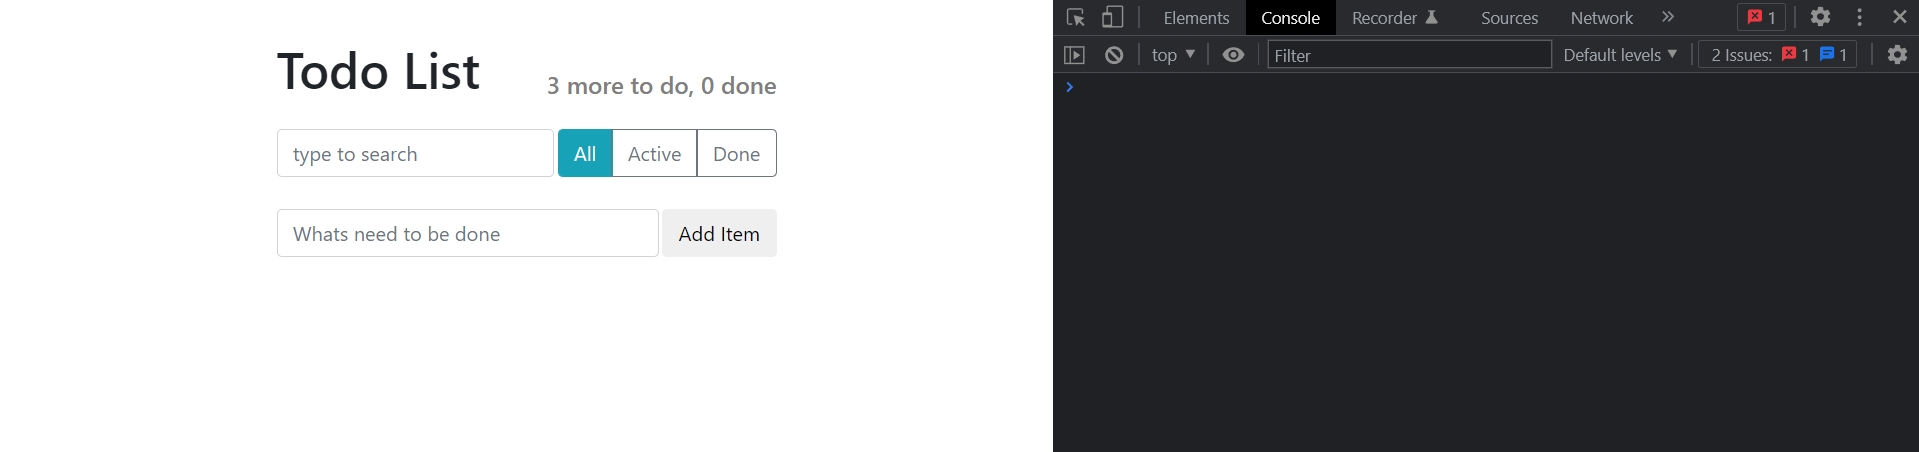 Todo List
3 more to do, 0 done
type to search
All Active Done
Whats need to be done
Add Item
Elements Console Recorder Sources Network 1
top Filter Default levels 2 Issues: 1 1